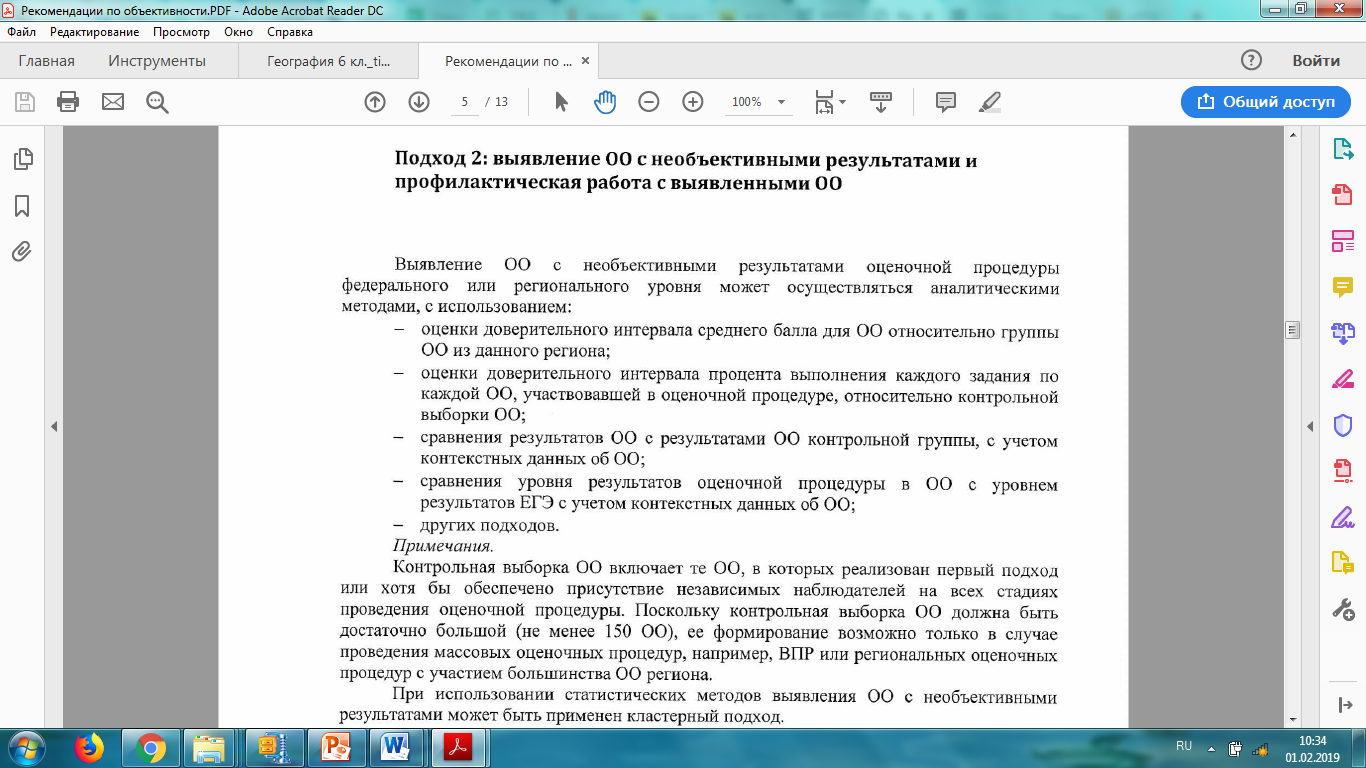 Рекомендации по объективности.PDF - Adobe Acrobat Reader DC
Файл Редактирование Просмотр Окно Справка
Главная Инструменты География 6 кл._ti... Рекомендации по ... × Войти
5 / 13 100% Общий доступ
Подход 2: выявление ОО с необъективными результатами и
профилактическая работа с выявленными ОО
Выявление ОО с необъективными результатами оценочной процедуры
федерального или регионального уровня может осуществляться аналитическими
методами, с использованием:
– оценки доверительного интервала среднего балла для ОО относительно группы
ОО из данного региона;
– оценки доверительного интервала процента выполнения каждого задания по
каждой ОО, участвовавшей в оценочной процедуре, относительно контрольной
выборки ОО;
– сравнения результатов ОО с результатами ОО контрольной группы, с учетом
контекстных данных об ОО;
– сравнения уровня результатов оценочной процедуры в ОО с уровнем
результатов ЕГЭ с учетом контекстных данных об ОО;
– других подходов.
Примечания.
Контрольная выборка ОО включает те ОО, в которых реализован первый подход
или хотя бы обеспечено присутствие независимых наблюдателей на всех стадиях
проведения оценочной процедуры. Поскольку контрольная выборка ОО должна быть
достаточно большой (не менее 150 ОО), ее формирование возможно только в случае
проведения массовых оценочных процедур, например, ВПР или региональных оценочных
процедур с участием большинства ОО региона.
При использовании статистических методов выявления ОО с необъективными
результатами может быть применен кластерный подход.
RU 10:34
01.02.2019